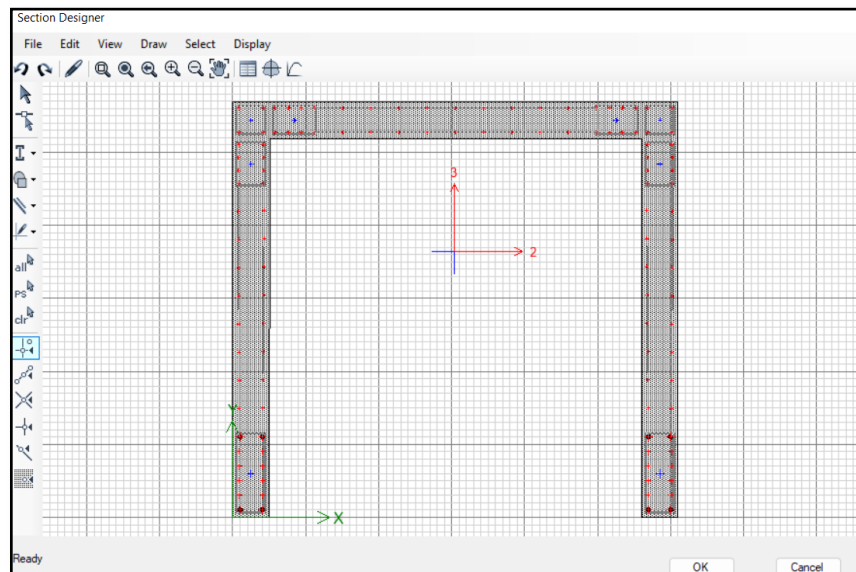 Section Designer
File Edit View Draw Select Display
all
PS
clr
3
2
Y
X
Ready
OK Cancel